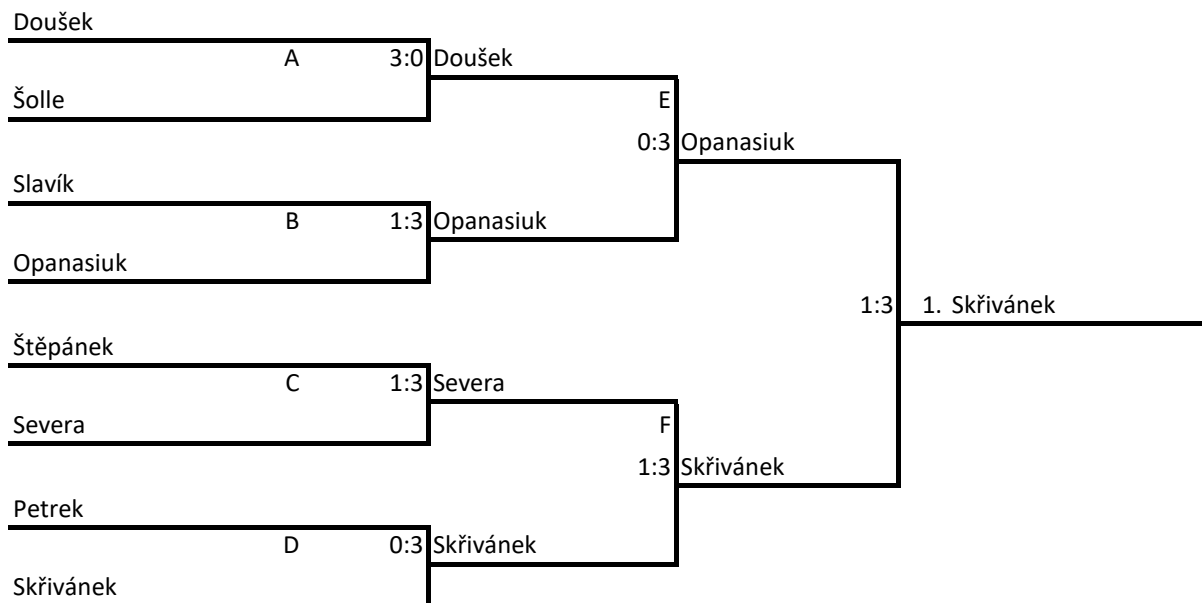 Doušek
A 3:0 Doušek
Šolle E
0:3 Opanasiuk
Slavík
B 1:3 Opanasiuk
Opanasiuk
1:3 1. Skřivánek
Štěpánek
C 1:3 Severa
Severa F
1:3 Skřivánek
Petrek
D 0:3 Skřivánek
Skřivánek